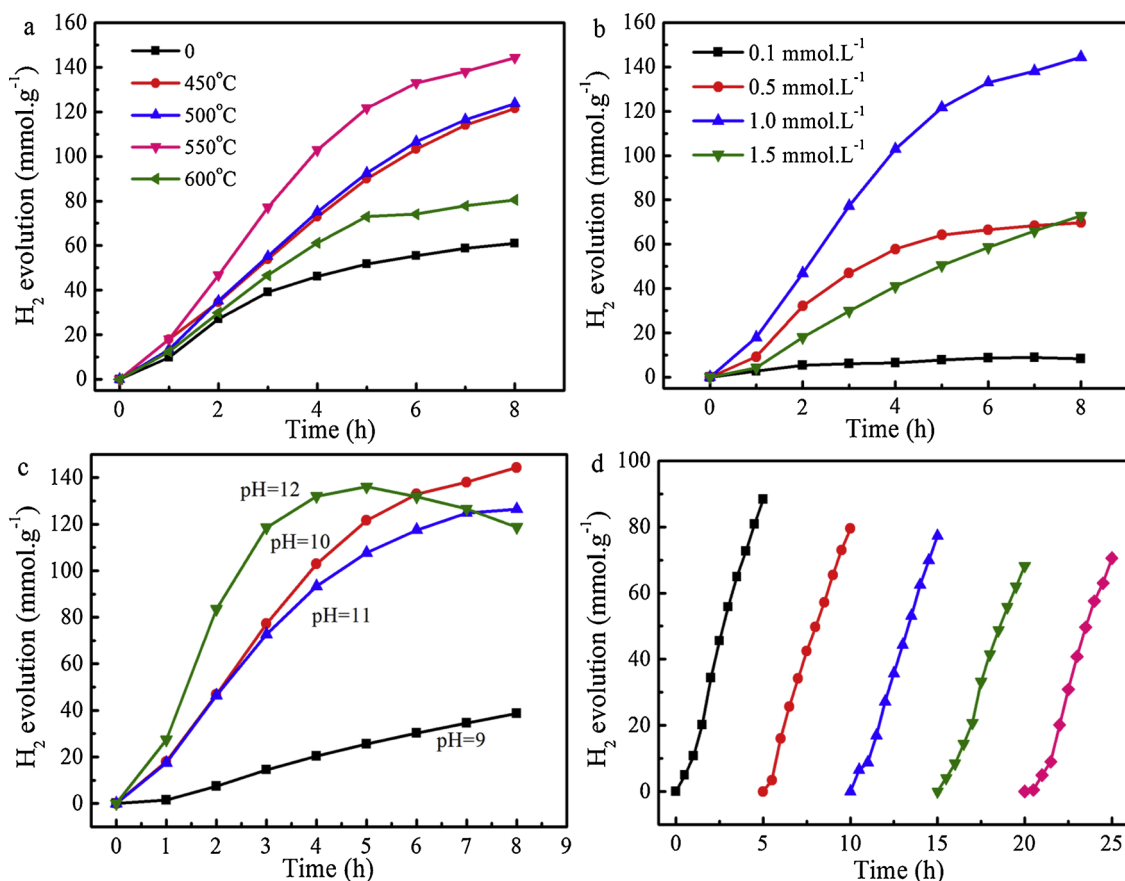 a
H₂ evolution (mmol.g⁻¹)
160
140
120
100
80
60
40
20
0
0
450°C
500°C
550°C
600°C
0 2 4 6 8
Time (h)
b
H₂ evolution (mmol.g⁻¹)
160
140
120
100
80
60
40
20
0
0.1 mmol.L⁻¹
0.5 mmol.L⁻¹
1.0 mmol.L⁻¹
1.5 mmol.L⁻¹
0 2 4 6 8
Time (h)
c
H₂ evolution (mmol.g⁻¹)
140
120
100
80
60
40
20
0
pH=12
pH=10
pH=11
pH=9
0 1 2 3 4 5 6 7 8 9
Time (h)
d
H₂ evolution (mmol.g⁻¹)
100
80
60
40
20
0
0 5 10 15 20 25
Time (h)